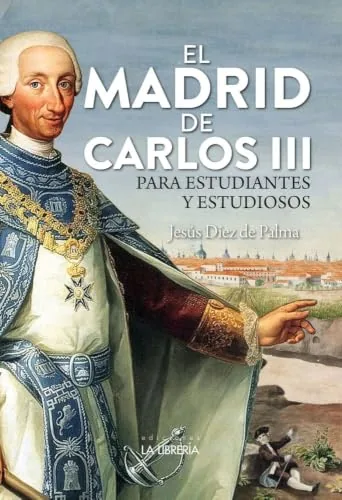 EL
MADRID
DE
CARLOS III
PARA ESTUDIANTES
Y ESTUDIOSOS
Jesús Díez de Palma
ediciones
LA LIBRERÍA